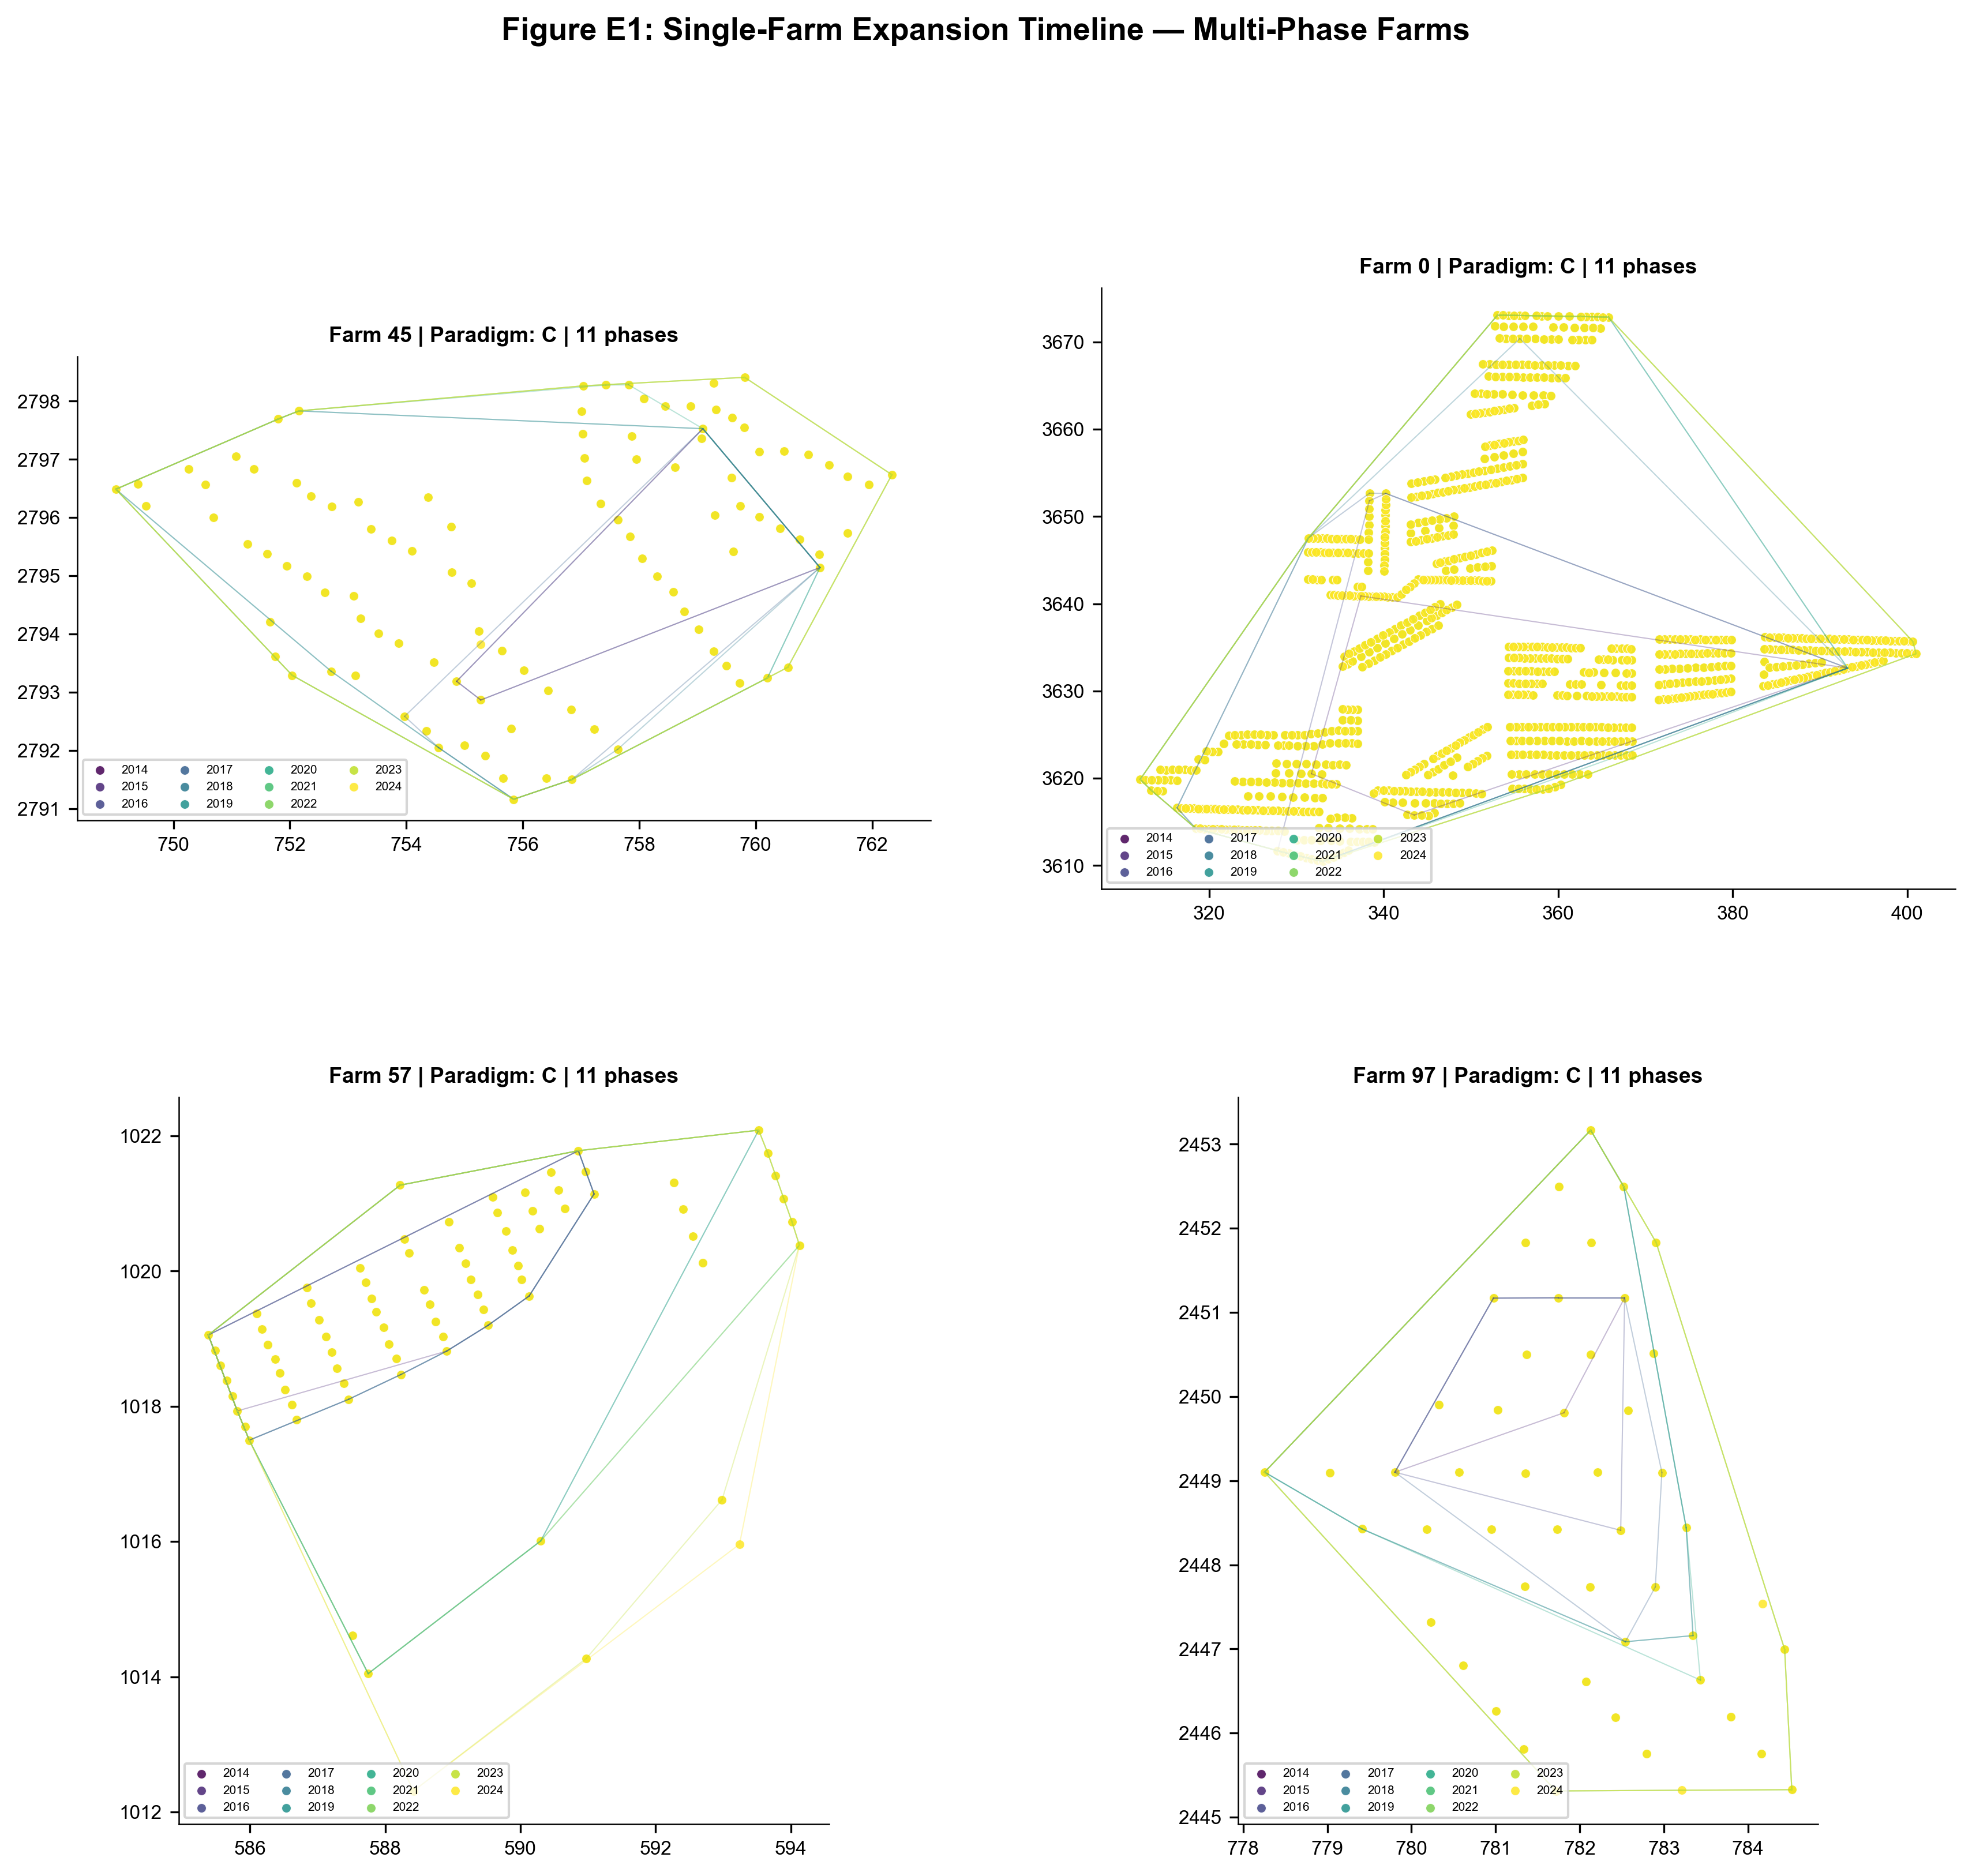 Figure E1: Single-Farm Expansion Timeline — Multi-Phase Farms
Farm 45 | Paradigm: C | 11 phases
2798
2797
2796
2795
2794
2793
2792
2791
750 752 754 756 758 760 762
2014 2017 2020 2023
2015 2018 2021 2024
2016 2019 2022
Farm 0 | Paradigm: C | 11 phases
3670
3660
3650
3640
3630
3620
3610
320 340 360 380 400
2014 2017 2020 2023
2015 2018 2021 2024
2016 2019 2022
Farm 57 | Paradigm: C | 11 phases
1022
1020
1018
1016
1014
1012
586 588 590 592 594
2014 2017 2020 2023
2015 2018 2021 2024
2016 2019 2022
Farm 97 | Paradigm: C | 11 phases
2453
2452
2451
2450
2449
2448
2447
2446
2445
778 779 780 781 782 783 784
2014 2017 2020 2023
2015 2018 2021 2024
2016 2019 2022